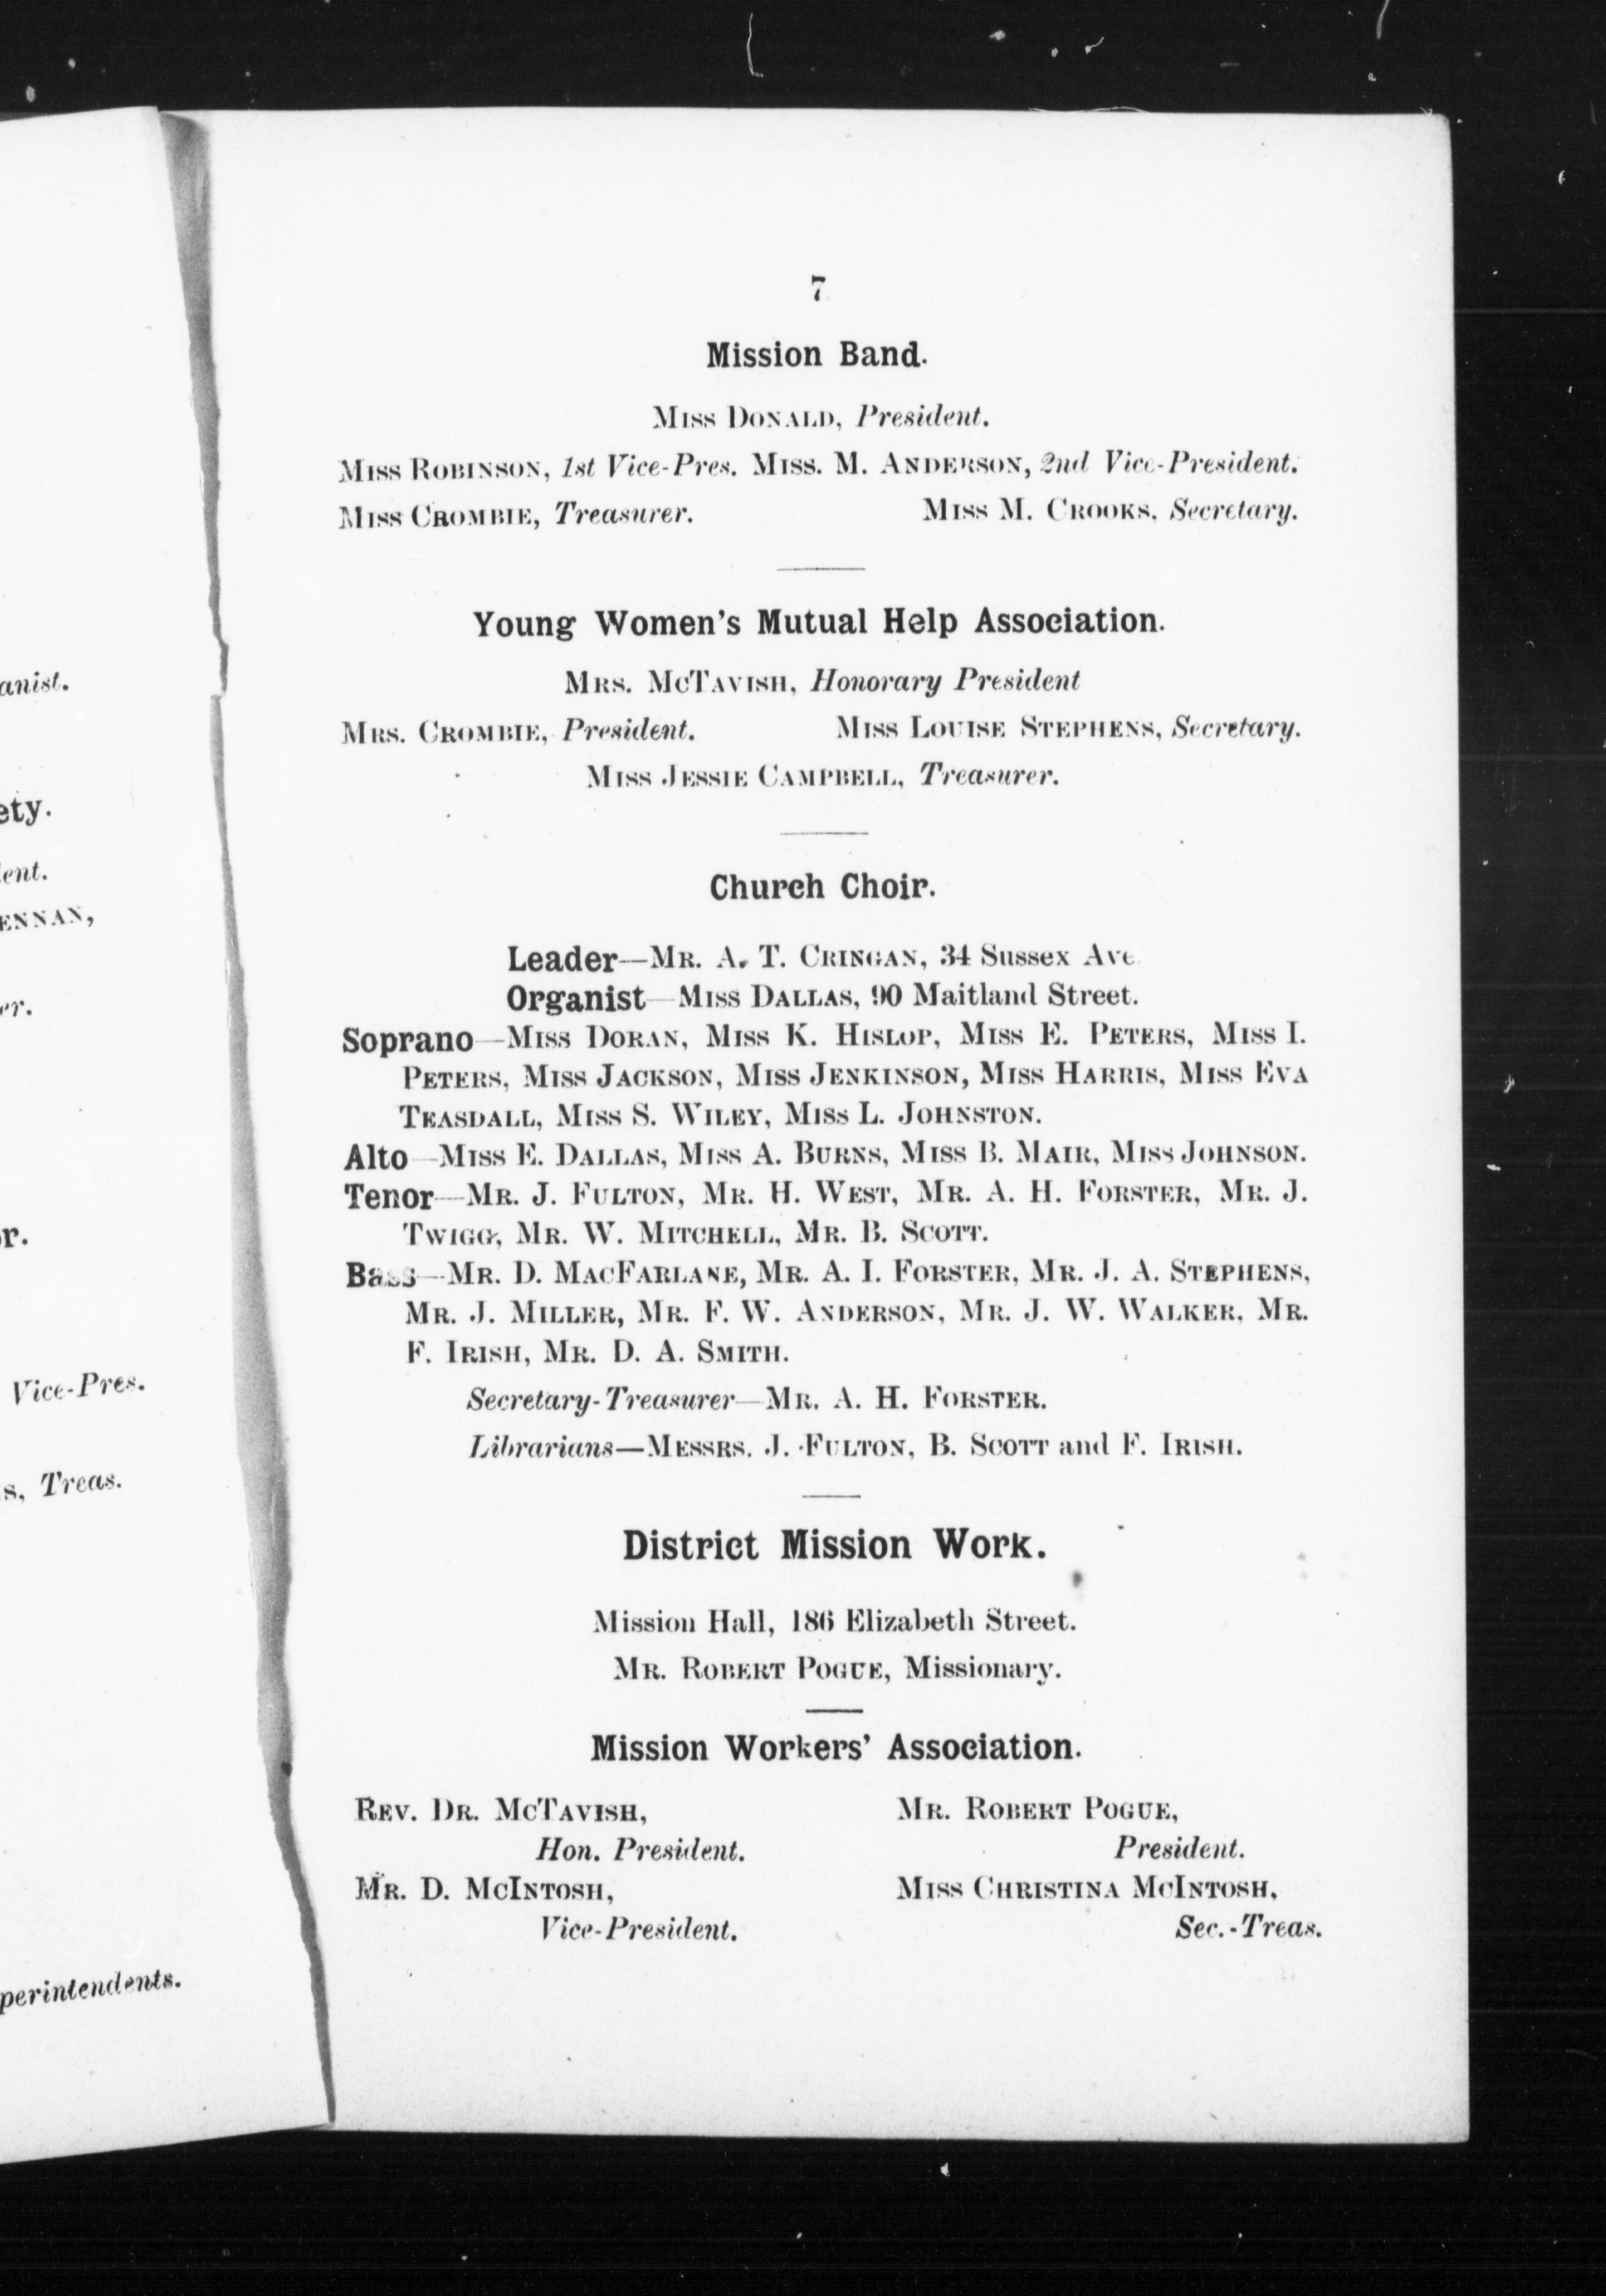 anist.
ety.
ent.
ENNAN,
er.
r.
Vice-Pres.
s, Treas.
perintendents.
7
Mission Band.
MISS DONALD, President.
MISS ROBINSON, 1st Vice-Pres. MISS. M. ANDERSON, 2nd Vice-President.
MISS CROMBIE, Treasurer. MISS M. CROOKS, Secretary.
Young Women's Mutual Help Association.
MRS. MCTAVISH, Honorary President
MRS. CROMBIE, President. MISS LOUISE STEPHENS, Secretary.
MISS JESSIE CAMPBELL, Treasurer.
Church Choir.
Leader—MR. A. T. CRINGAN, 34 Sussex Ave
Organist—MISS DALLAS, 90 Maitland Street.
Soprano—MISS DORAN, MISS K. HISLOP, MISS E. PETERS, MISS I.
PETERS, MISS JACKSON, MISS JENKINSON, MISS HARRIS, MISS EVA
TEASDALL, MISS S. WILEY, MISS L. JOHNSTON.
Alto—MISS E. DALLAS, MISS A. BURNS, MISS B. MAIR, MISS JOHNSON.
Tenor—MR. J. FULTON, MR. H. WEST, MR. A. H. FORSTER, MR. J.
TWIGG, MR. W. MITCHELL, MR. B. SCOTT.
Bass—MR. D. MACFARLANE, MR. A. I. FORSTER, MR. J. A. STEPHENS,
MR. J. MILLER, MR. F. W. ANDERSON, MR. J. W. WALKER, MR.
F. IRISH, MR. D. A. SMITH.
Secretary-Treasurer—MR. A. H. FORSTER.
Librarians—MESSRS. J. FULTON, B. SCOTT and F. IRISH.
District Mission Work.
Mission Hall, 186 Elizabeth Street.
MR. ROBERT POGUE, Missionary.
Mission Workers' Association.
REV. DR. MCTAVISH, MR. ROBERT POGUE,
Hon. President. President.
MR. D. MCINTOSH, MISS CHRISTINA MCINTOSH,
Vice-President. Sec.-Treas.